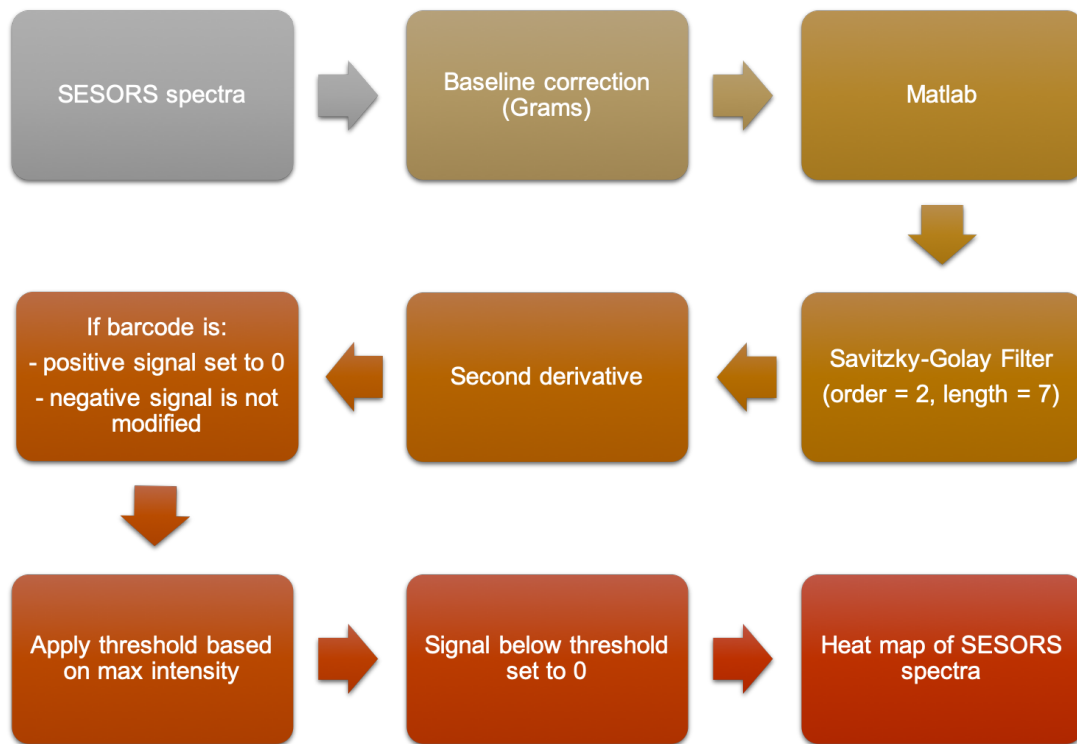 SESORS spectra
Baseline correction
(Grams)
Matlab
Savitzky-Golay Filter
(order = 2, length = 7)
Second derivative
If barcode is:
- positive signal set to 0
- negative signal is not
modified
Apply threshold based
on max intensity
Signal below threshold
set to 0
Heat map of SESORS
spectra